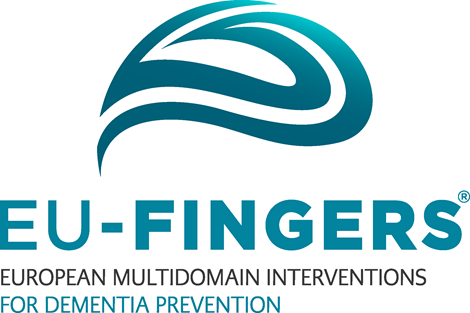 EU-FINGERS®
EUROPEAN MULTIDOMAIN INTERVENTIONS
FOR DEMENTIA PREVENTION